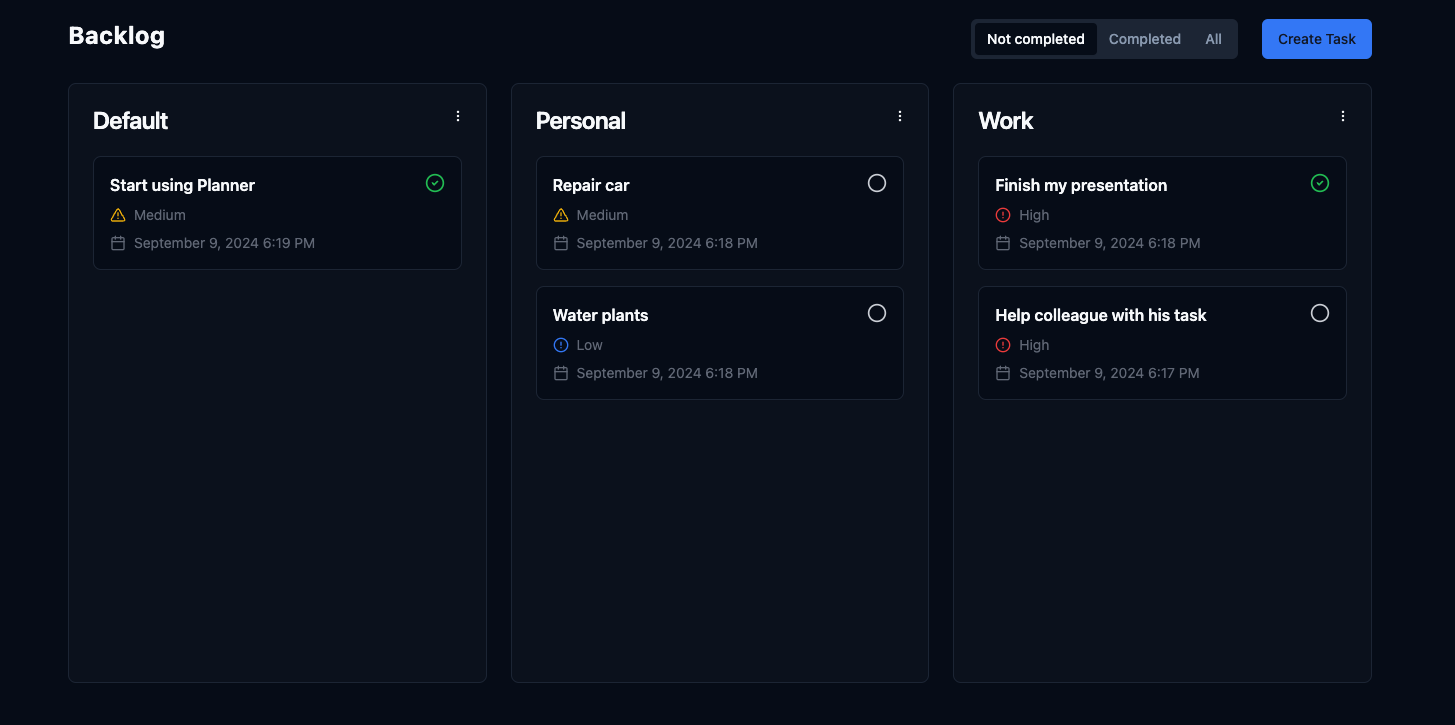 Backlog
Not completed
Completed
All
Create Task
Default
Start using Planner
Medium
September 9, 2024 6:19 PM
Personal
Repair car
Medium
September 9, 2024 6:18 PM
Water plants
Low
September 9, 2024 6:18 PM
Work
Finish my presentation
High
September 9, 2024 6:18 PM
Help colleague with his task
High
September 9, 2024 6:17 PM